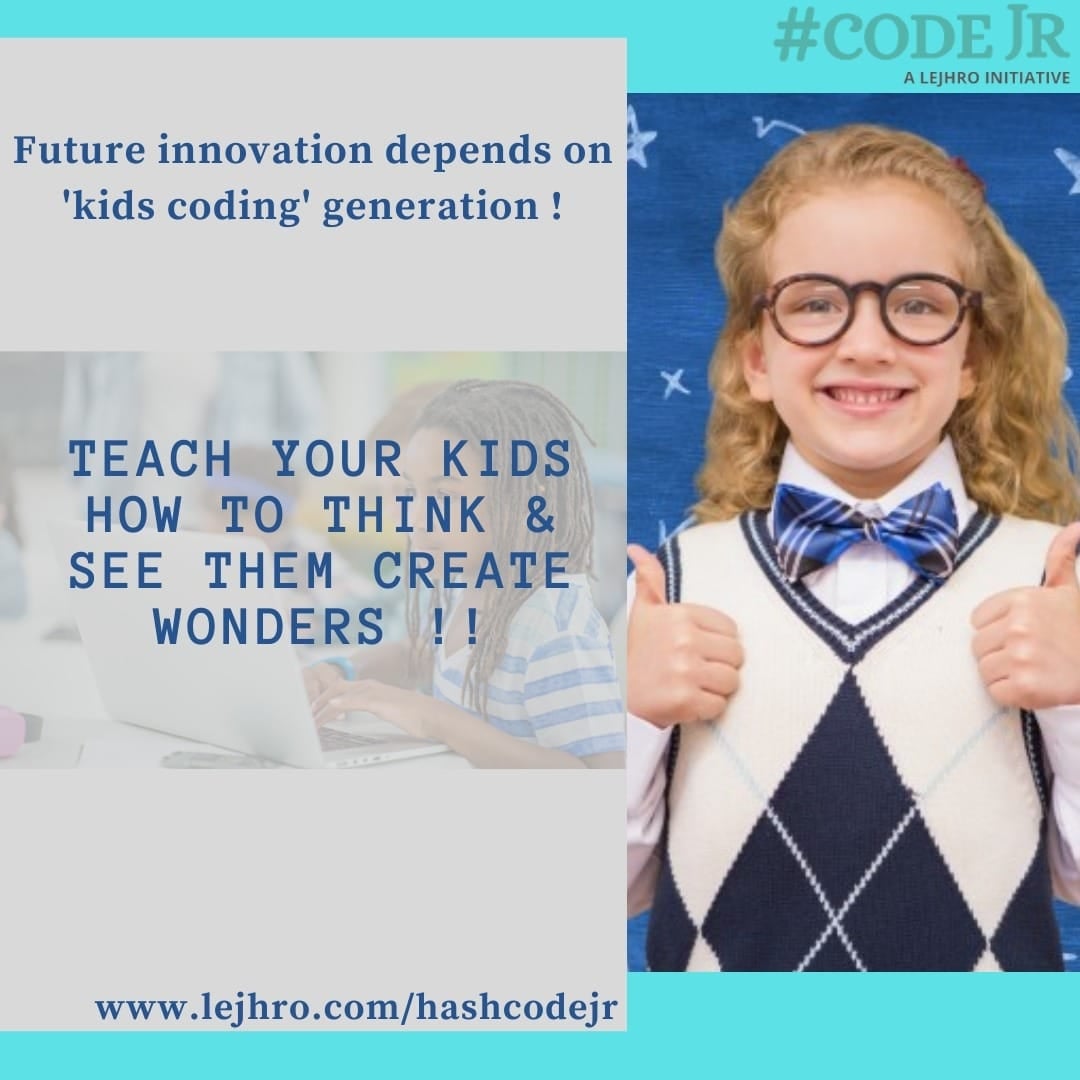 #CODE JR
A LEJHRO INITIATIVE
Future innovation depends on
'kids coding' generation !
TEACH YOUR KIDS
HOW TO THINK &
SEE THEM CREATE
WONDERS !!
www.lejhro.com/hashcodejr